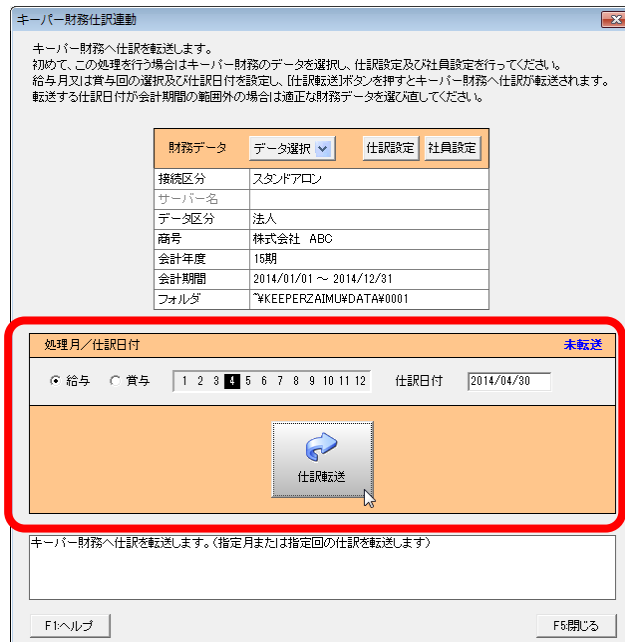 キーパー財務仕訳連動
キーパー財務へ仕訳を転送します。
初めて、この処理を行う場合はキーパー財務のデータを選択し、仕訳設定及び社員設定を行ってください。
給与月又は賞与回の選択及び仕訳日付を設定し、[仕訳転送]ボタンを押すとキーパー財務へ仕訳が転送されます。
転送する仕訳日付が会計期間の範囲外の場合は適正な財務データを選び直してください。
財務データ データ選択 仕訳設定 社員設定
接続区分 スタンドアロン
サーバー名
データ区分 法人
商号 株式会社 ABC
会計年度 15期
会計期間 2014/01/01 ～ 2014/12/31
フォルダ ~¥KEEPERZAIMU¥DATA¥0001
処理月／仕訳日付 未転送
給与 賞与 1 2 3 4 5 6 7 8 9 10 11 12 仕訳日付 2014/04/30
仕訳転送
キーパー財務へ仕訳を転送します。(指定月または指定回の仕訳を転送します)
F1:ヘルプ F5:閉じる